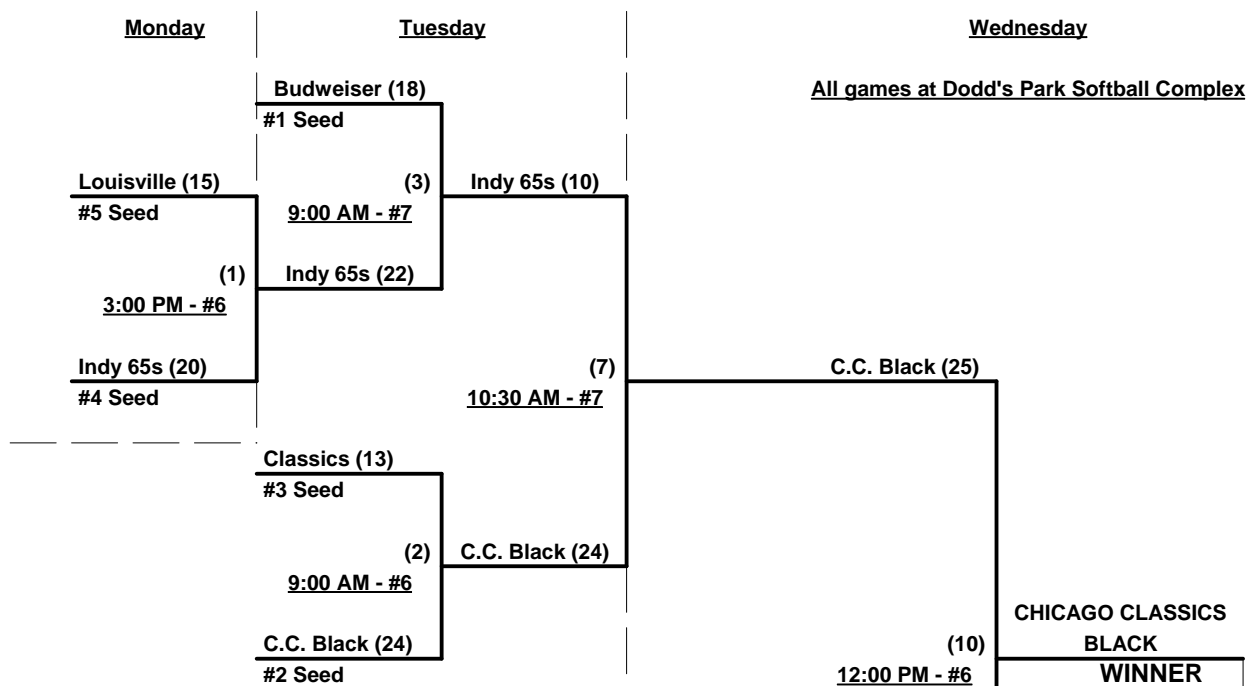 Monday
Tuesday
Wednesday
Budweiser (18)
All games at Dodd's Park Softball Complex
#1 Seed
Louisville (15)
(3)
Indy 65s (10)
#5 Seed
9:00 AM - #7
(1)
Indy 65s (22)
3:00 PM - #6
Indy 65s (20)
(7)
C.C. Black (25)
#4 Seed
10:30 AM - #7
Classics (13)
#3 Seed
(2)
C.C. Black (24)
9:00 AM - #6
CHICAGO CLASSICS
C.C. Black (24)
(10)
BLACK
#2 Seed
12:00 PM - #6
WINNER